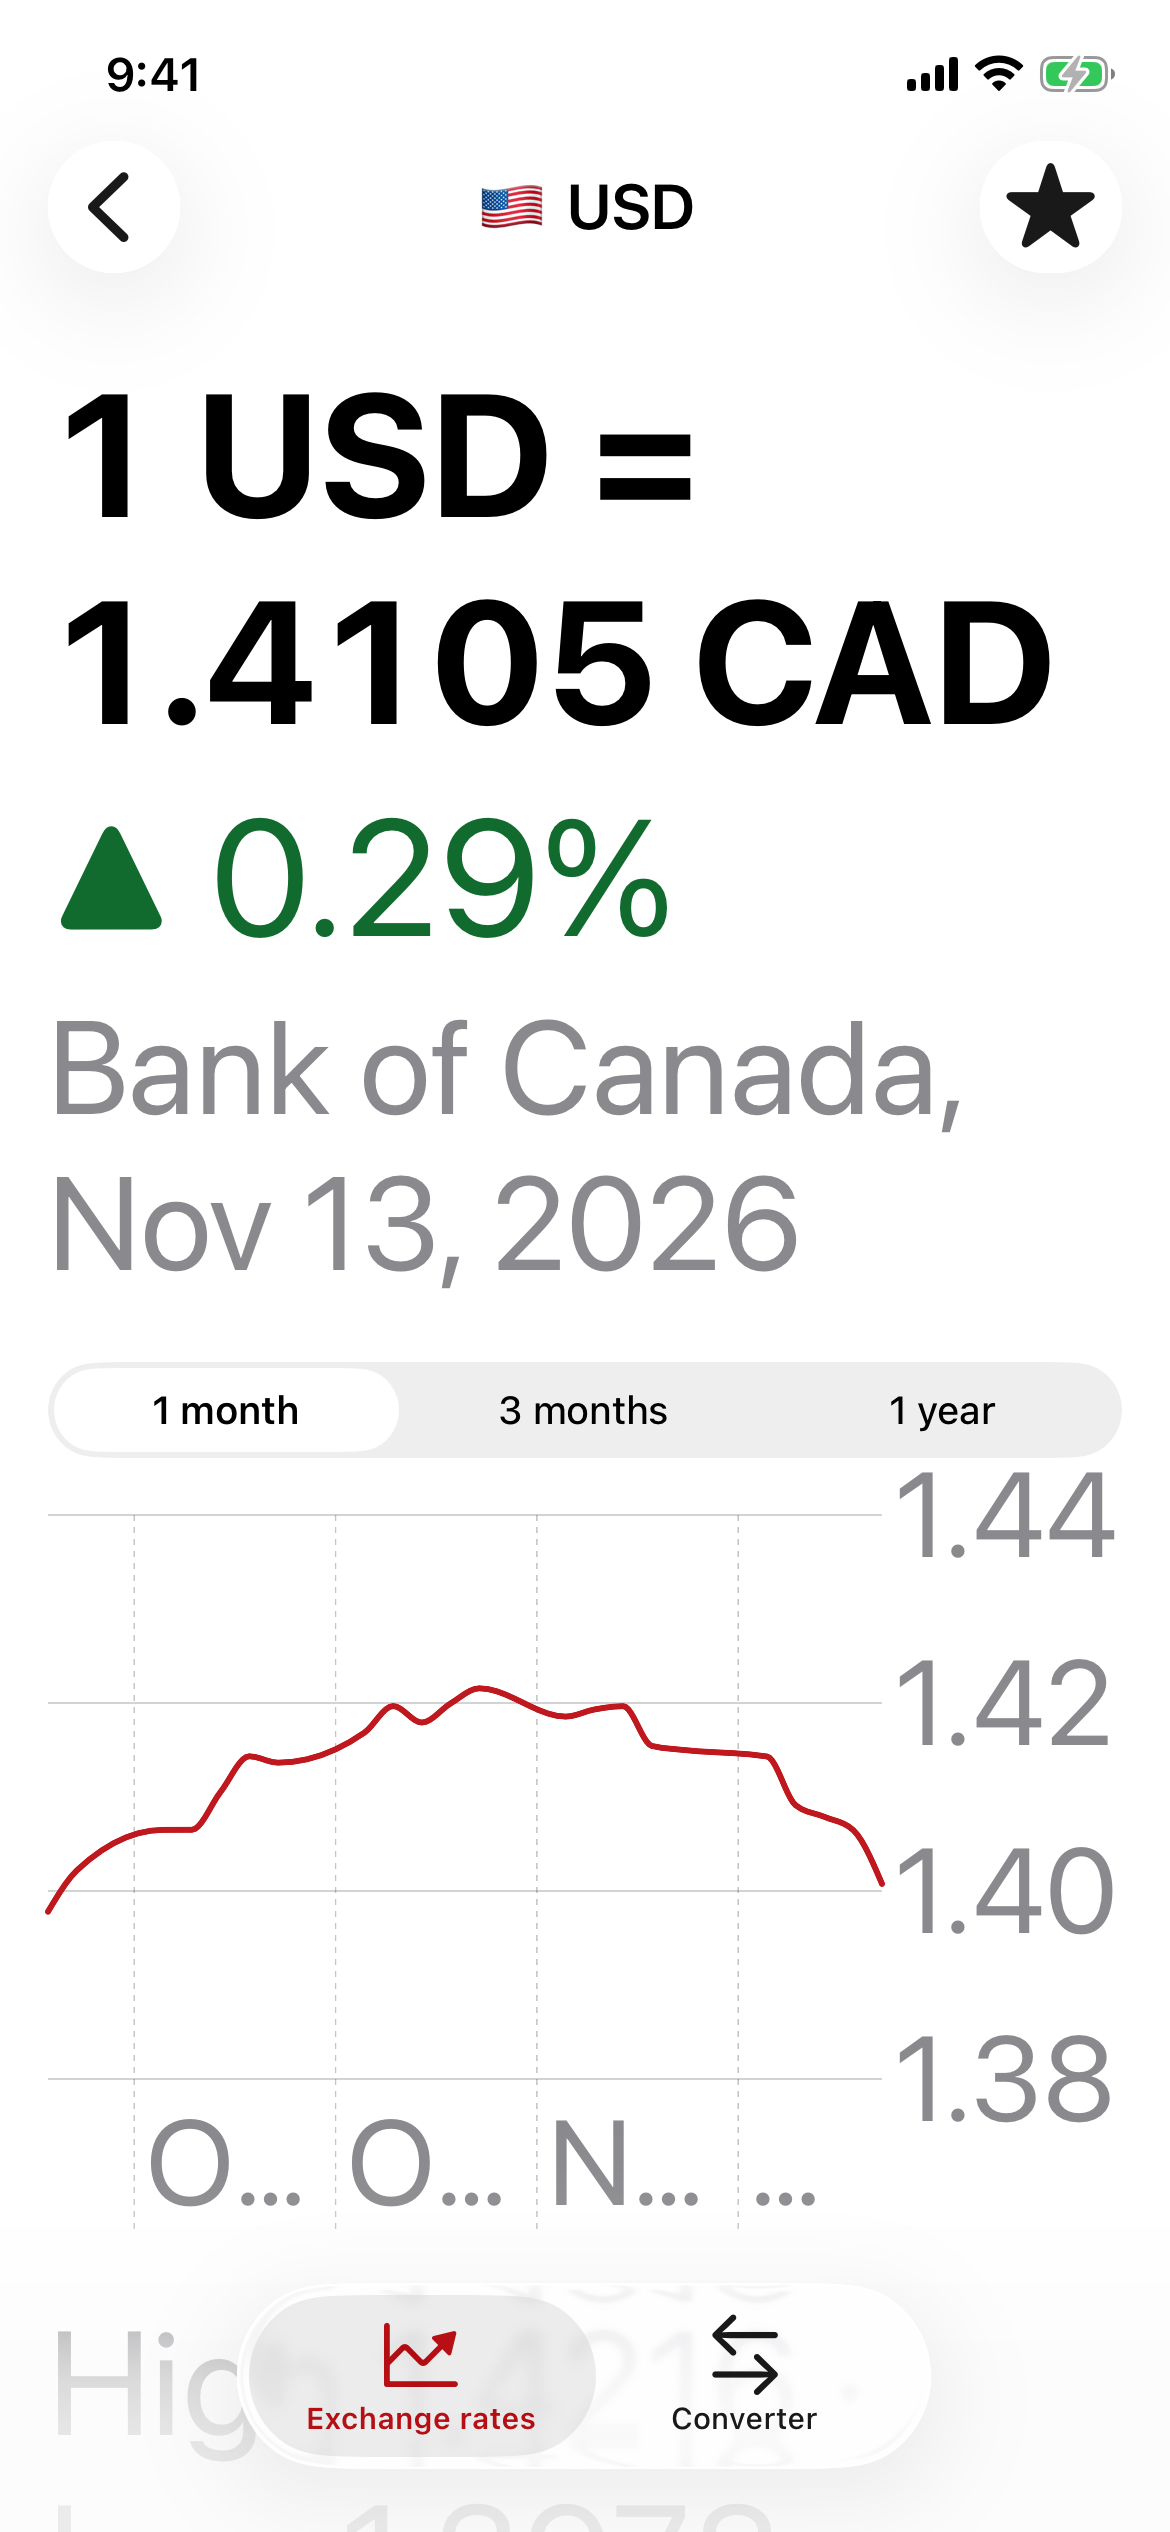 9:41
USD
1 USD =
1.4105 CAD
0.29%
Bank of Canada,
Nov 13, 2026
1 month 3 months 1 year
1.44
1.42
1.40
1.38
O... O... N... ...
Exchange rates Converter